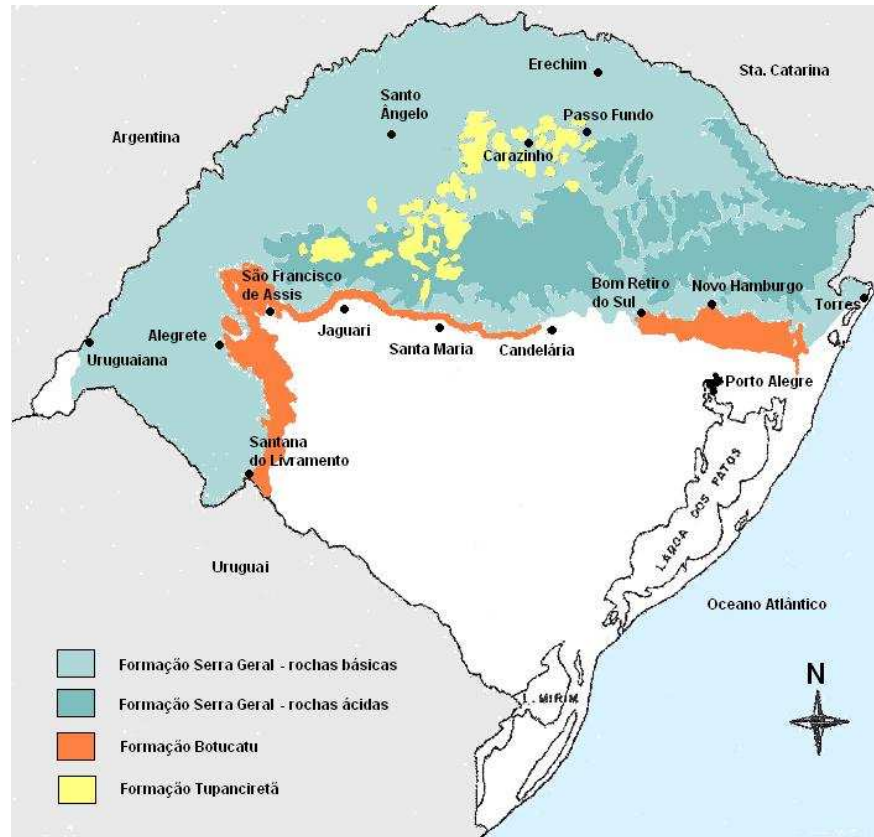 Erechim
Sta. Catarina
Santo
Ângelo
Passo Fundo
Argentina
Carazinho
São Francisco
de Assis
Bom Retiro
do Sul
Novo Hamburgo
Torres
Alegrete
Jaguari
Uruguaiana
Santa Maria
Candelária
Porto Alegre
Santana
do Livramento
LAGOA DOS PATOS
Uruguai
Oceano Atlântico
Formação Serra Geral - rochas básicas
N
L. MIRIM
Formação Serra Geral - rochas ácidas
Formação Botucatu
Formação Tupanciretã